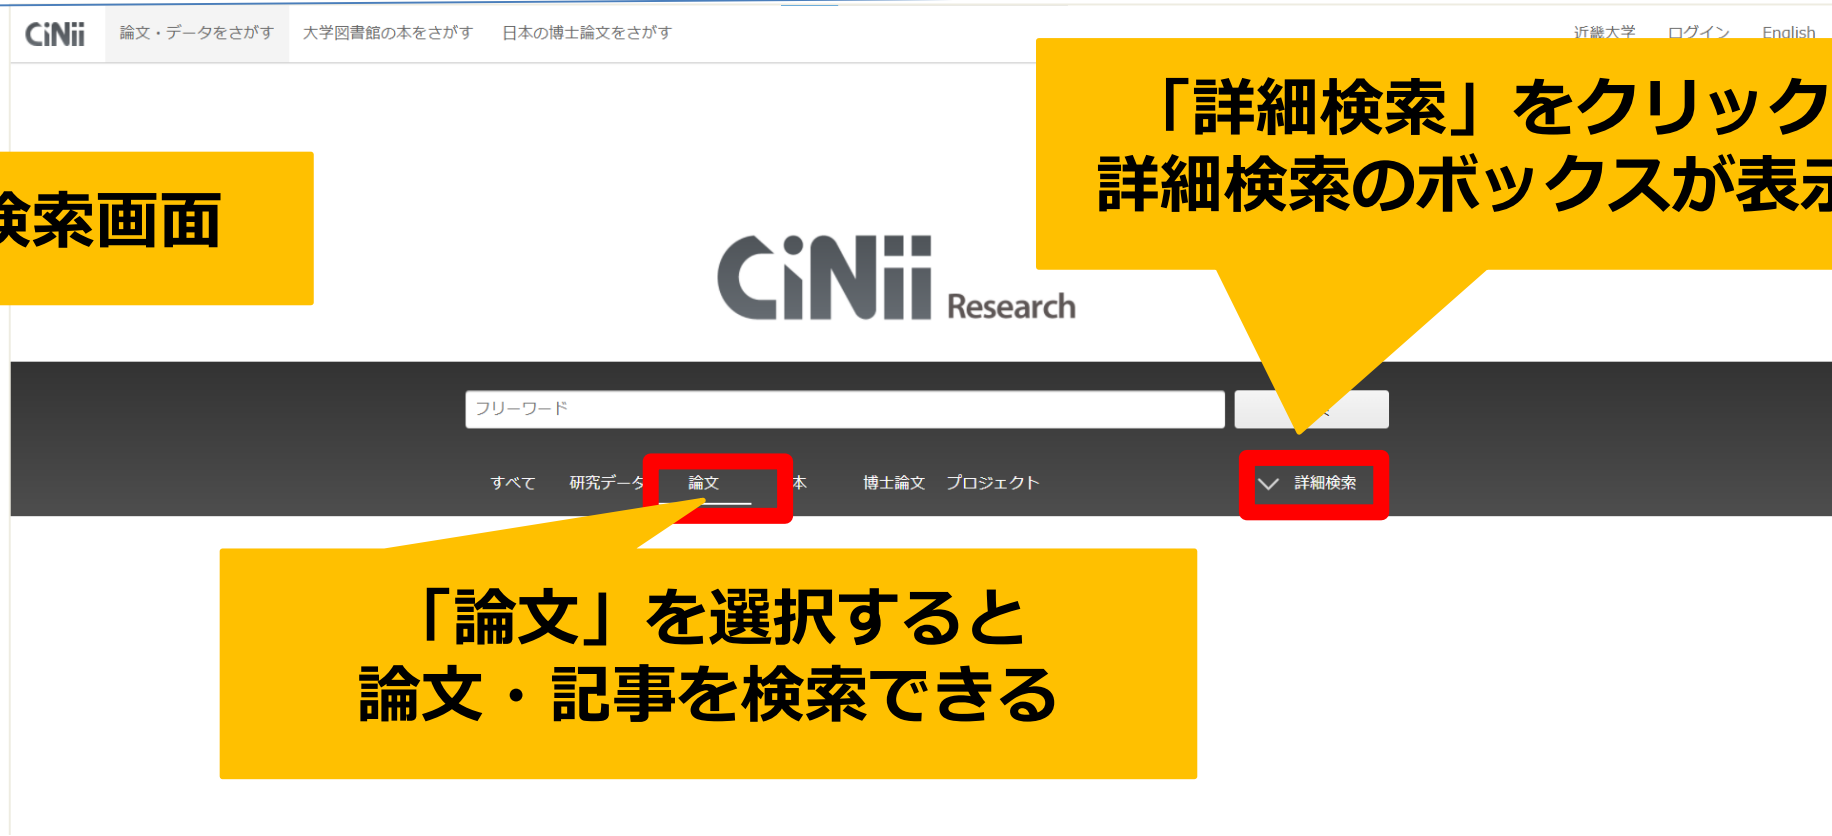 CiNii 論文・データをさがす 大学図書館の本をさがす 日本の博士論文をさがす 近畿大学 ログイン English
「詳細検索」をクリック
詳細検索のボックスが表示
検索画面
CiNii Research
フリーワード
すべて 研究データ 論文 本 博士論文 プロジェクト 詳細検索
「論文」を選択すると
論文・記事を検索できる